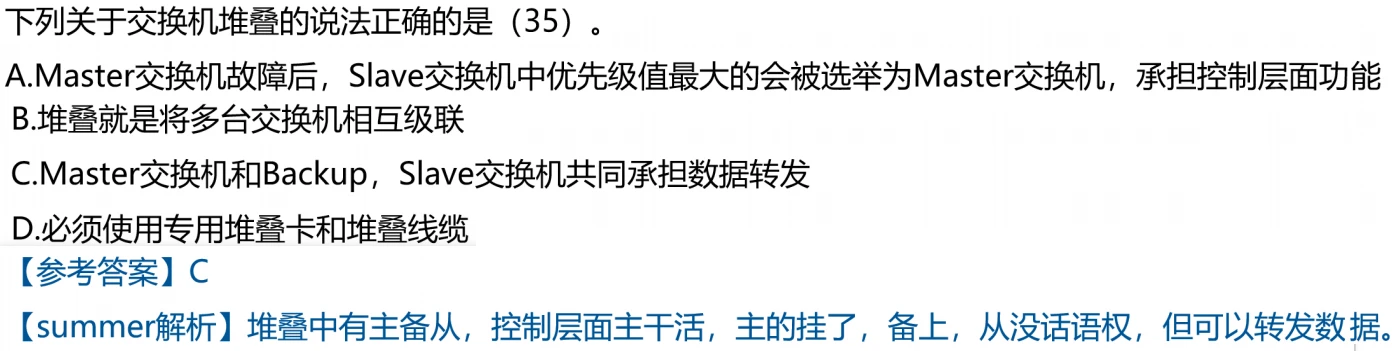 下列关于交换机堆叠的说法正确的是（35）。
A.Master交换机故障后，Slave交换机中优先级值最大的会被选举为Master交换机，承担控制层面功能
B.堆叠就是将多台交换机相互级联
C.Master交换机和Backup，Slave交换机共同承担数据转发
D.必须使用专用堆叠卡和堆叠线缆
【参考答案】C
【summer解析】堆叠中有主备从，控制层面主干活，主的挂了，备上，从没话语权，但可以转发数据。